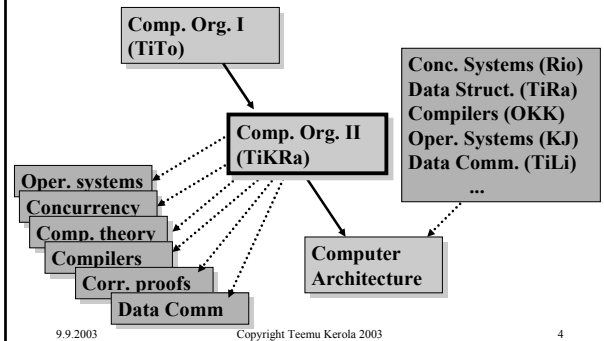 Comp. Org. I
(TiTo)
Conc. Systems (Rio)
Data Struct. (TiRa)
Compilers (OKK)
Oper. Systems (KJ)
Data Comm. (TiLi)
...
Comp. Org. II
(TiKRa)
Oper. systems
Concurrency
Comp. theory
Compilers
Corr. proofs
Data Comm
Computer
Architecture
9.9.2003
Copyright Teemu Kerola 2003
4